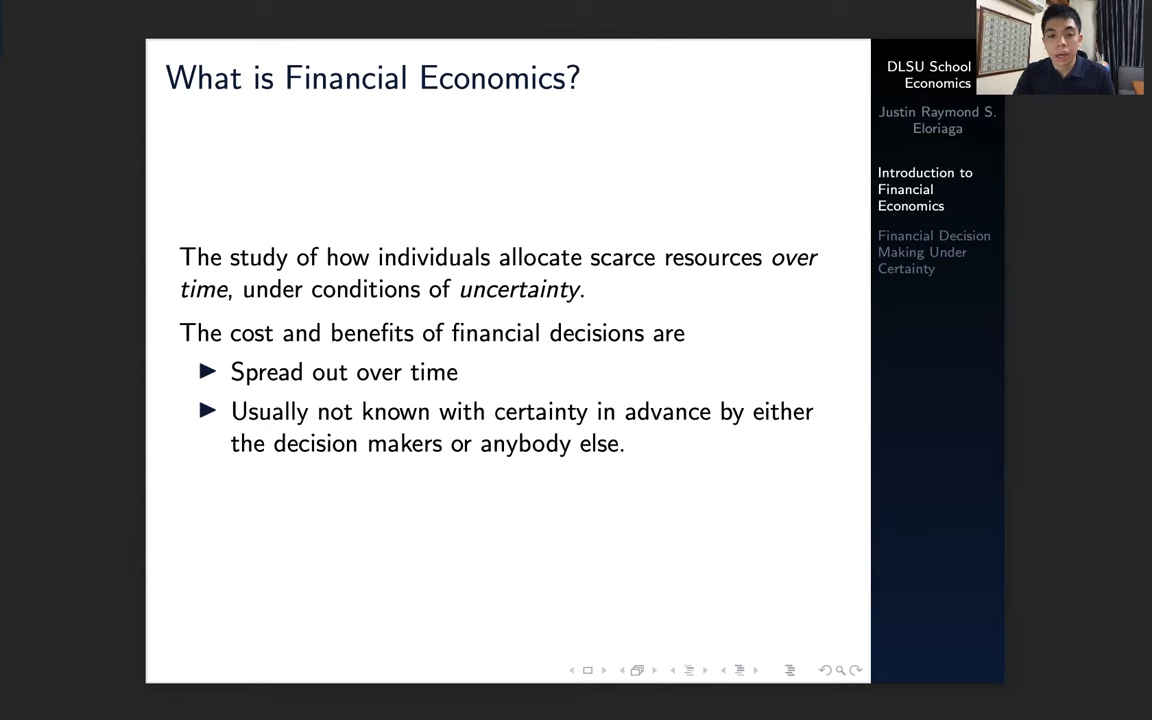 What is Financial Economics?
The study of how individuals allocate scarce resources over
time, under conditions of uncertainty.
The cost and benefits of financial decisions are
Spread out over time
Usually not known with certainty in advance by either
the decision makers or anybody else.
DLSU School
Economics
Justin Raymond S.
Eloriaga
Introduction to
Financial
Economics
Financial Decision
Making Under
Certainty